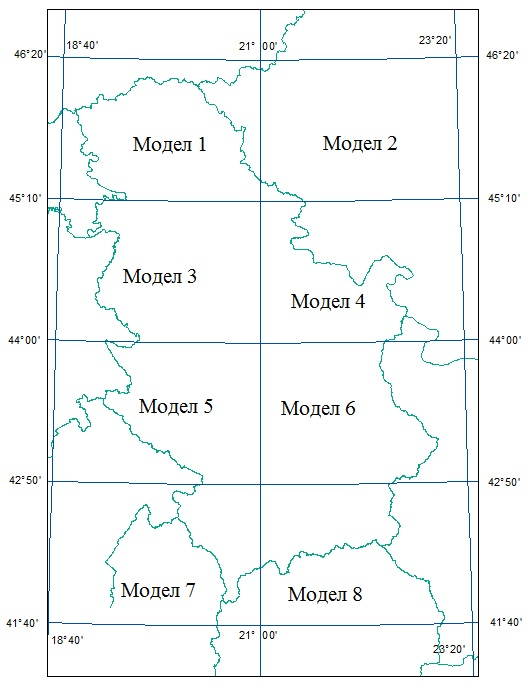 18°40' 21° 00' 23°20'
46°20' 46°20'
Модел 1 Модел 2
45°10' 45°10'
Модел 3
Модел 4
44°00' 44°00'
Модел 5 Модел 6
42°50' 42°50'
Модел 7 Модел 8
41°40' 41°40'
18°40' 21° 00' 23°20'